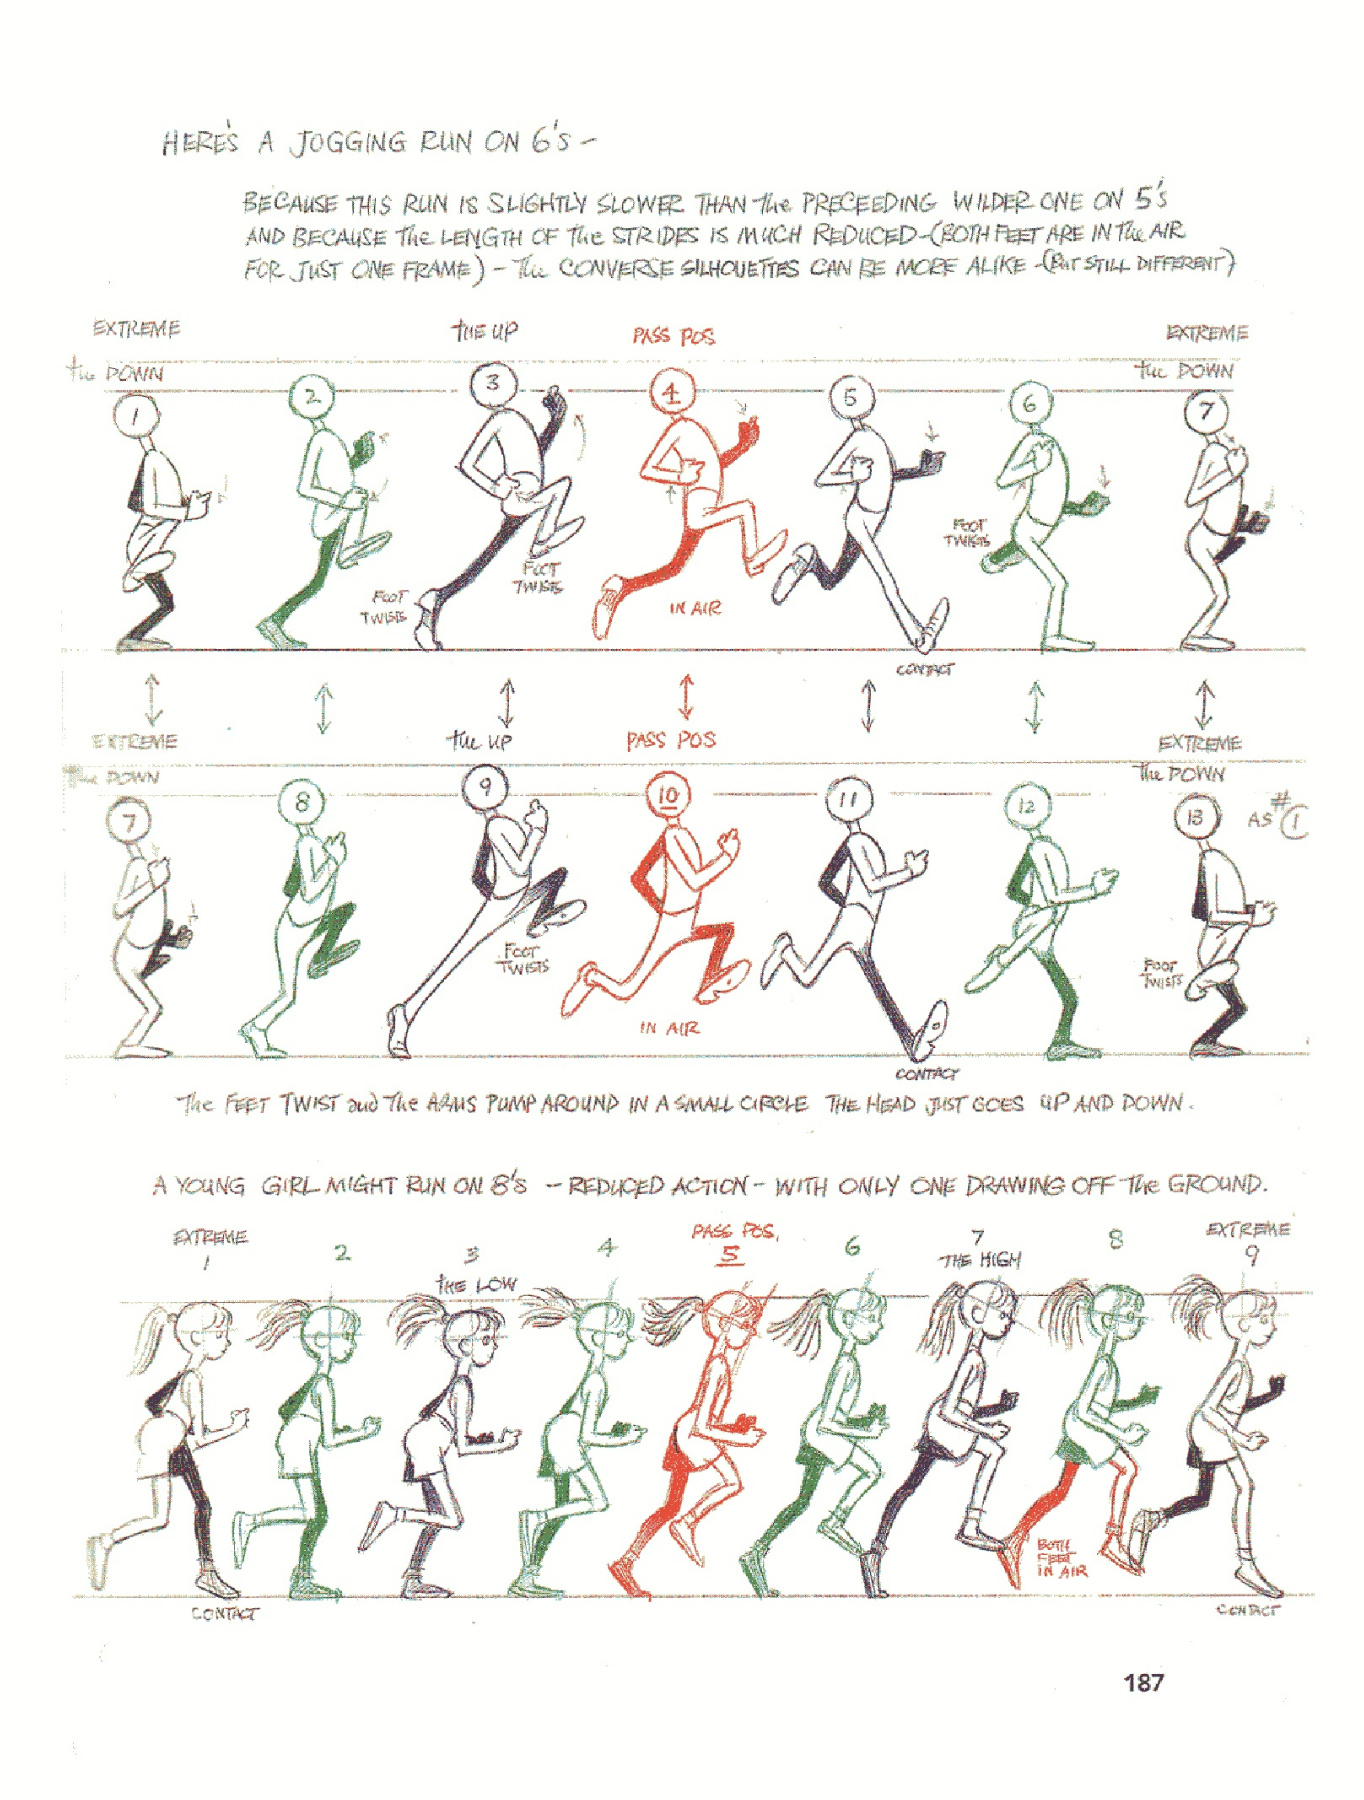 HERE'S A JOGGING RUN ON 6'S -
BECAUSE THIS RUN IS SLIGHTLY SLOWER THAN the PRECEEDING WILDER ONE ON 5'S
AND BECAUSE The LENGTH OF the STRIDES IS MUCH REDUCED - (BOTH FEET ARE IN the AIR
FOR JUST ONE FRAME) - the CONVERSE SILHOUETTES CAN BE MORE ALIKE - (BUT STILL DIFFERENT)
EXTREME THE UP PASS POS EXTREME
the DOWN the DOWN
1 2 3 4 5 6 7
FOOT TWISTS
FOOT TWISTS
FOOT TWISTS
IN AIR
CONTACT
EXTREME the UP PASS POS EXTREME
the DOWN the DOWN
7 8 9 10 11 12 13 AS #1
FOOT TWISTS
FOOT TWISTS
IN AIR
CONTACT
The FEET TWIST and The ARMS PUMP AROUND IN A SMALL CIRCLE THE HEAD JUST GOES UP AND DOWN.
A YOUNG GIRL MIGHT RUN ON 8'S - REDUCED ACTION - WITH ONLY ONE DRAWING OFF the GROUND.
EXTREME PASS POS. EXTREME
1 2 3 4 5 6 7 8 9
THE LOW THE HIGH
BOTH
FEET
IN AIR
CONTACT CONTACT
187